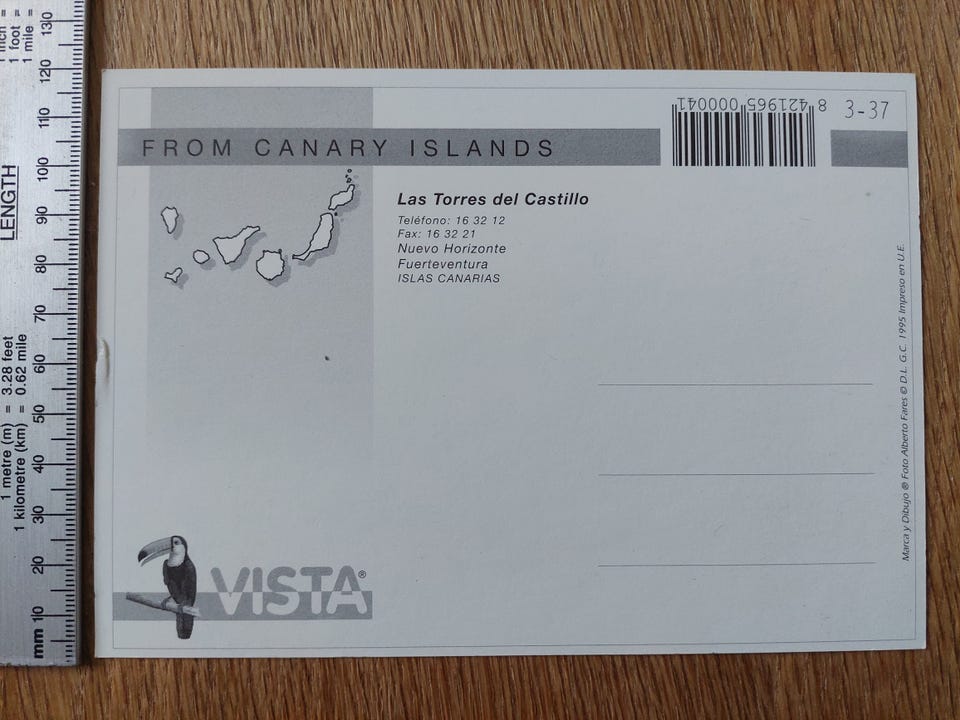 FROM CANARY ISLANDS
8 421965 000041
3-37
Las Torres del Castillo
Teléfono: 16 32 12
Fax: 16 32 21
Nuevo Horizonte
Fuerteventura
ISLAS CANARIAS
Marca y Dibujo ® Foto Alberto Fares © D.L. G.C. 1995 Impreso en U.E.
VISTA®
LENGTH
1 foot =
1 mile =
1 metre (m) = 3.28 feet
1 kilometre (km) = 0.62 mile
mm 10 20 30 40 50 60 70 80 90 100 110 120 130